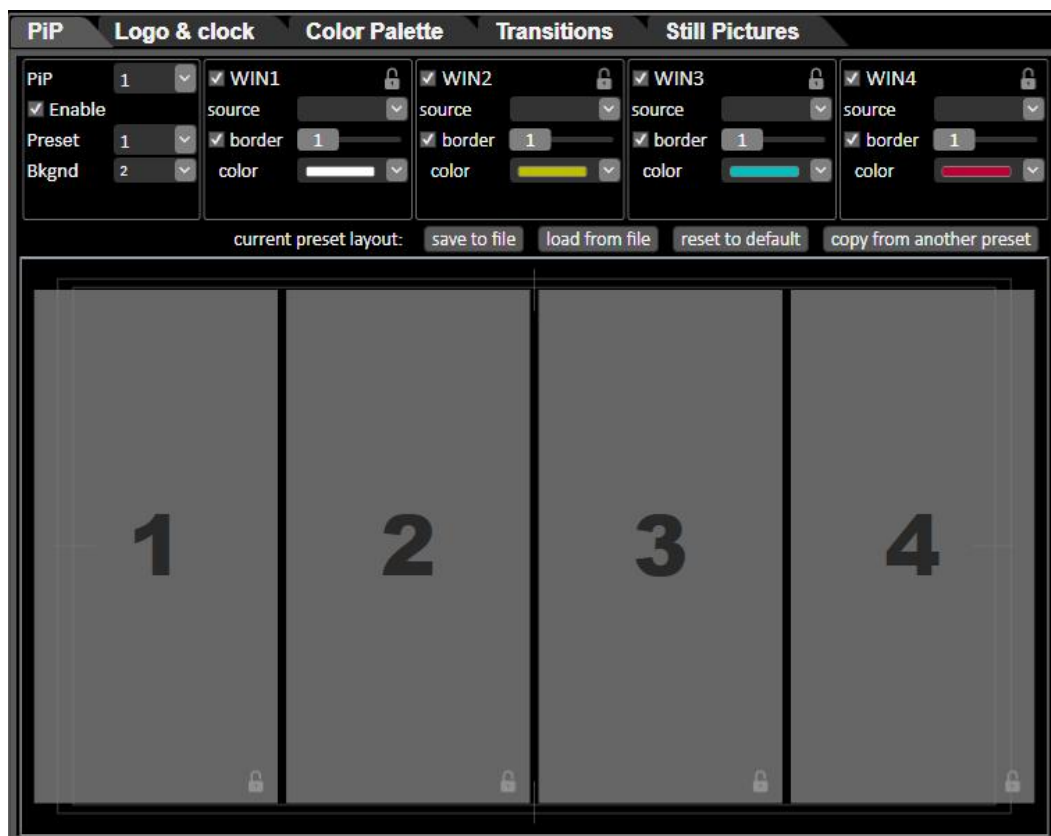 PiP Logo & clock Color Palette Transitions Still Pictures
PiP 1 WIN1 WIN2 WIN3 WIN4
Enable source source source source
Preset 1 border 1 border 1 border 1 border 1
Bkgnd 2 color color color color
current preset layout: save to file load from file reset to default copy from another preset
1 2 3 4